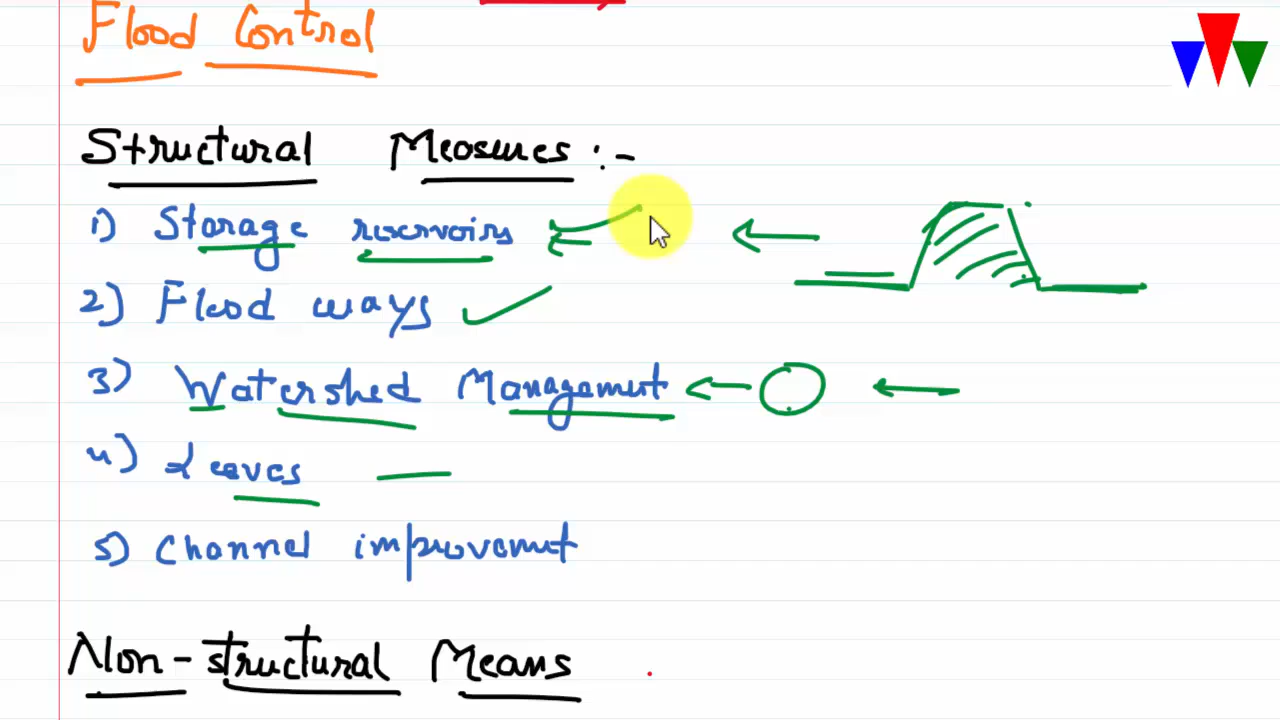 Flood Control
Structural Measures :-
1) Storage reservoirs
2) Flood ways
3) Watershed Management
4) Leaves
5) Channel improvement
Non-structural Means